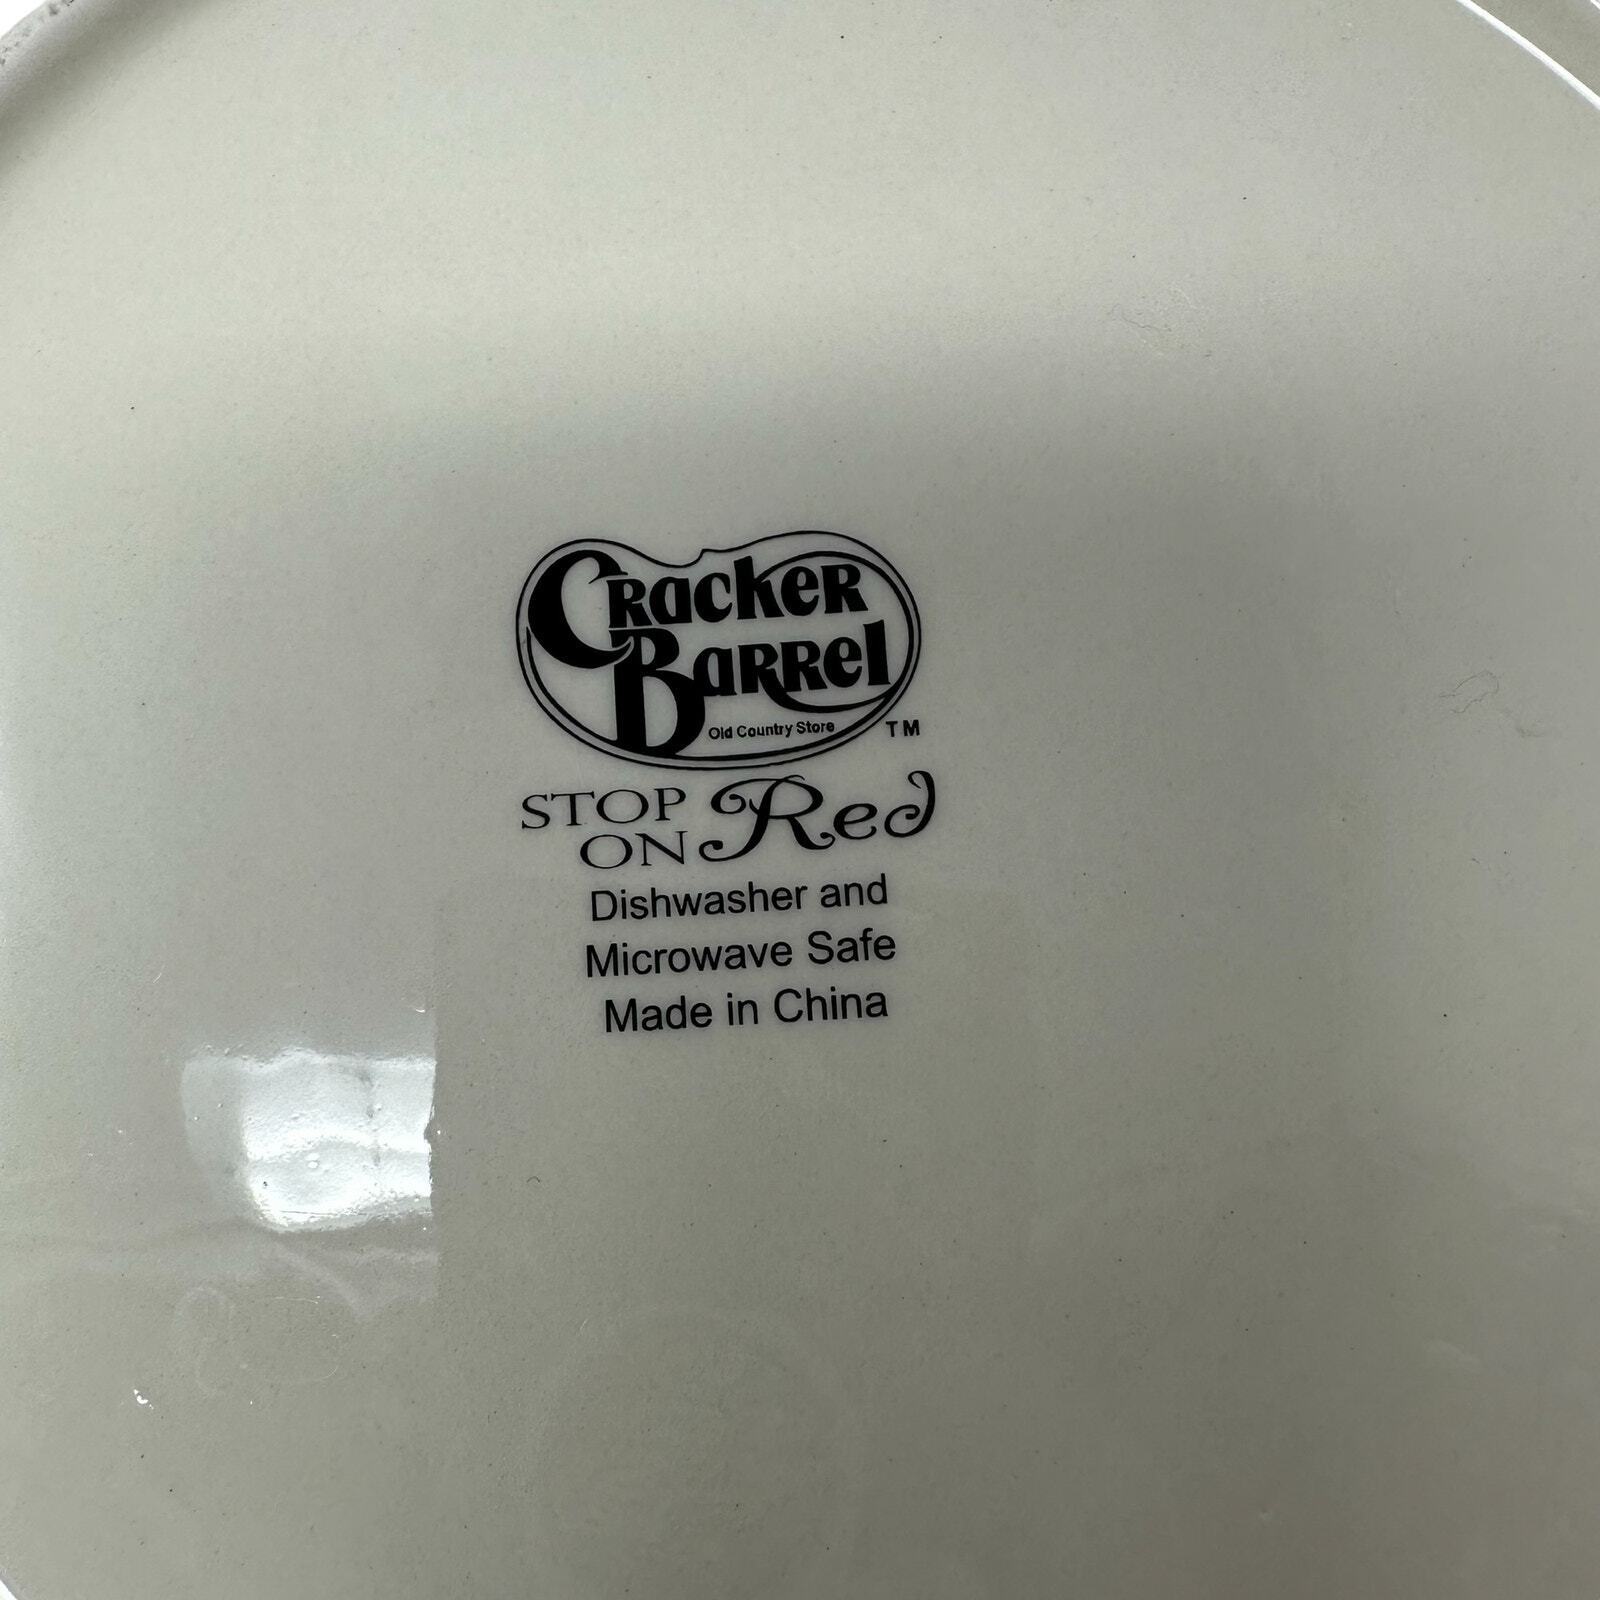 Cracker
Barrel
Old Country Store TM
STOP
ON Red
Dishwasher and
Microwave Safe
Made in China